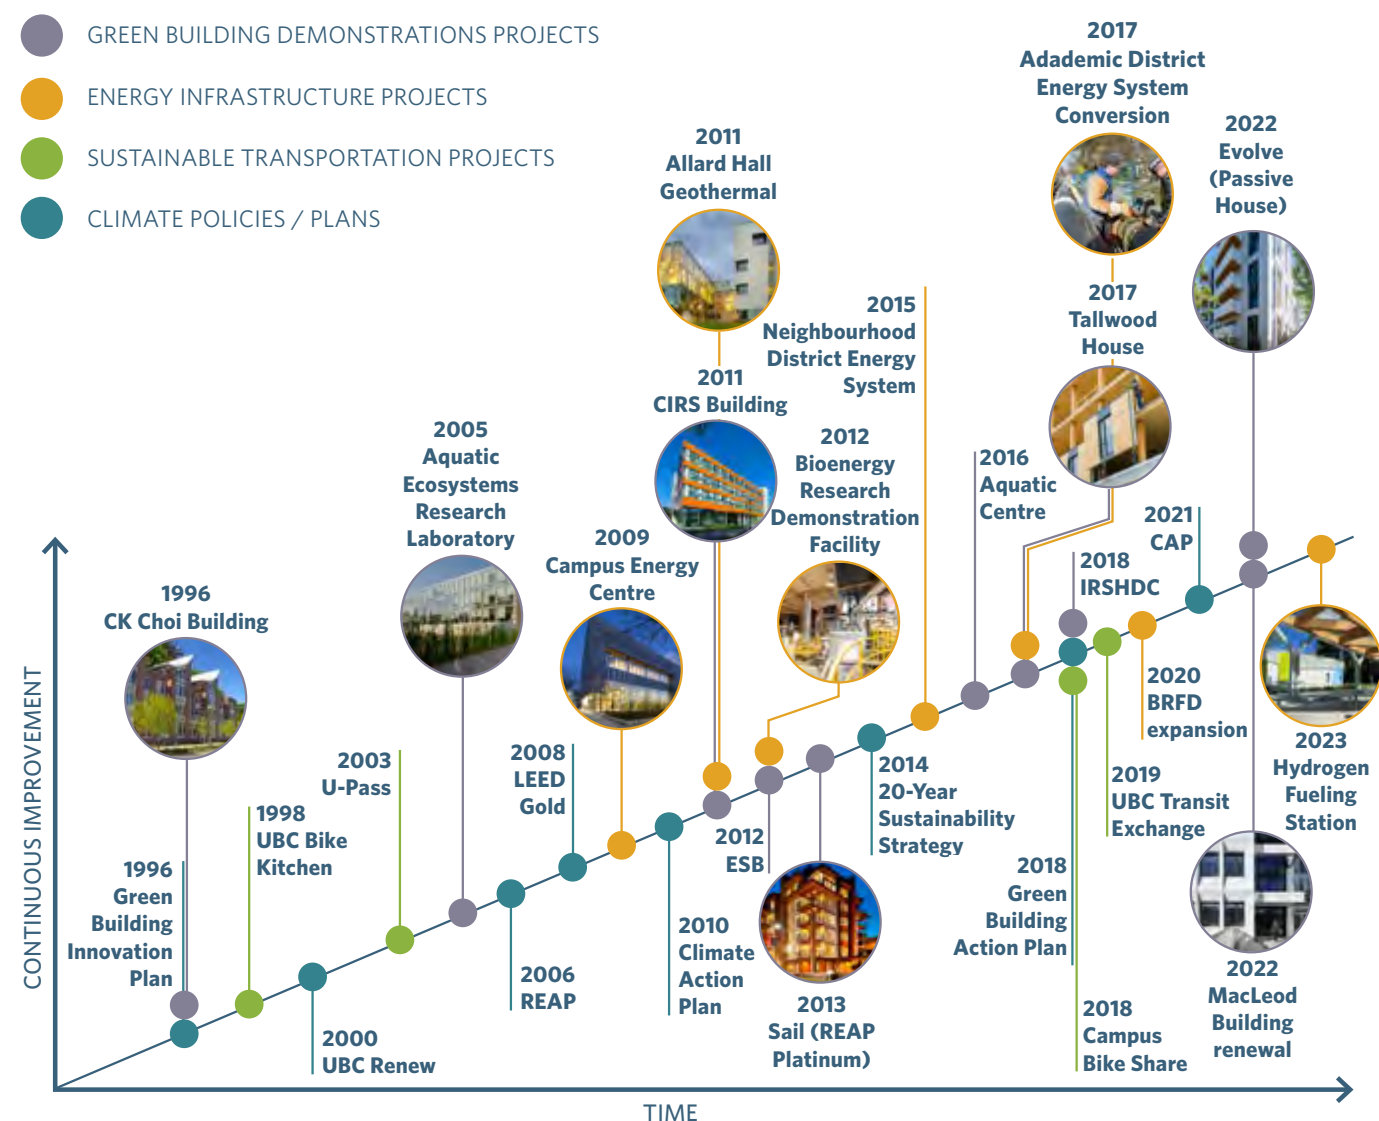 GREEN BUILDING DEMONSTRATIONS PROJECTS
ENERGY INFRASTRUCTURE PROJECTS
SUSTAINABLE TRANSPORTATION PROJECTS
CLIMATE POLICIES / PLANS
CONTINUOUS IMPROVEMENT
1996
CK Choi Building
1996
Green
Building
Innovation
Plan
1998
UBC Bike
Kitchen
2000
UBC Renew
2003
U-Pass
2005
Aquatic
Ecosystems
Research
Laboratory
2006
REAP
2008
LEED
Gold
2009
Campus Energy
Centre
2010
Climate
Action
Plan
2011
Allard Hall
Geothermal
2011
CIRS Building
2012
Bioenergy
Research
Demonstration
Facility
2012
ESB
2013
Sail (REAP
Platinum)
2014
20-Year
Sustainability
Strategy
2015
Neighbourhood
District Energy
System
2016
Aquatic
Centre
2017
Adademic District
Energy System
Conversion
2017
Tallwood
House
2018
IRSHDC
2018
Green
Building
Action Plan
2018
Campus
Bike Share
2019
UBC Transit
Exchange
2020
BRFD
expansion
2021
CAP
2022
Evolve
(Passive
House)
2022
MacLeod
Building
renewal
2023
Hydrogen
Fueling
Station
TIME